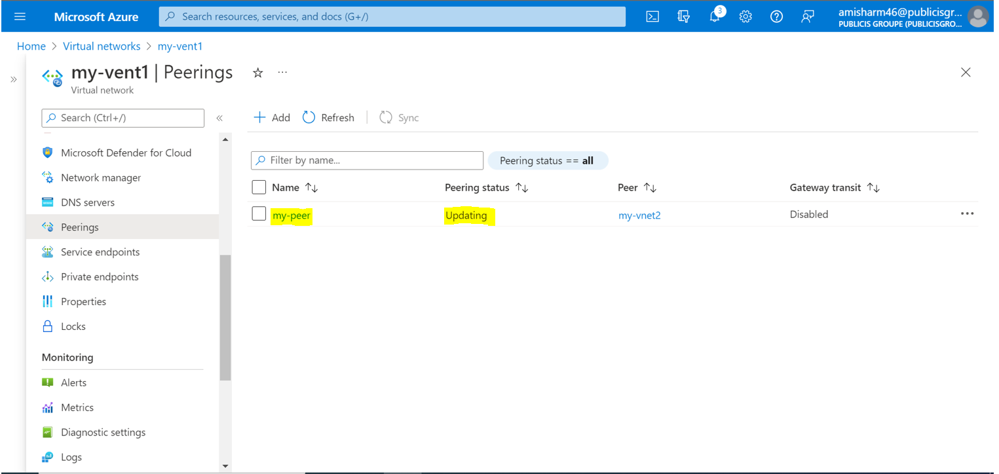 Microsoft Azure
Search resources, services, and docs (G+/)
3
amisharm46@publicisgr...
PUBLICIS GROUPE (PUBLICISGRO...
Home > Virtual networks > my-vent1
my-vent1 | Peerings
Virtual network
Search (Ctrl+/)
Add
Refresh
Sync
Microsoft Defender for Cloud
Network manager
DNS servers
Peerings
Service endpoints
Private endpoints
Properties
Locks
Monitoring
Alerts
Metrics
Diagnostic settings
Logs
Filter by name...
Peering status == all
Name Peering status Peer Gateway transit
my-peer Updating my-vnet2 Disabled